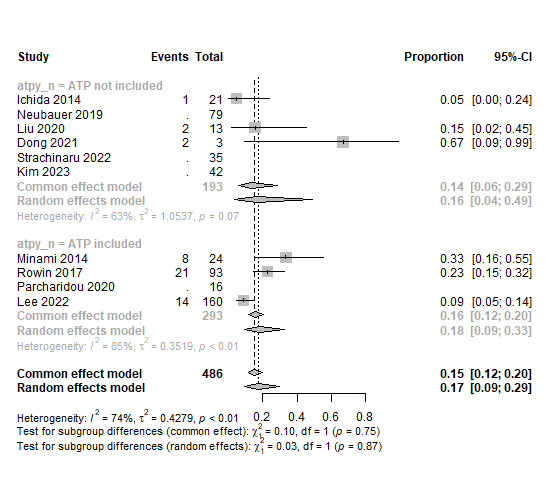 Study Events Total Proportion 95%-CI
atpy_n = ATP not included
Ichida 2014 1 21 0.05 [0.00; 0.24]
Neubauer 2019 . 79
Liu 2020 2 13 0.15 [0.02; 0.45]
Dong 2021 2 3 0.67 [0.09; 0.99]
Strachinaru 2022 . 35
Kim 2023 . 42
Common effect model 193 0.14 [0.06; 0.29]
Random effects model 0.16 [0.04; 0.49]
Heterogeneity: I² = 63%, τ² = 1.0537, p = 0.07
atpy_n = ATP included
Minami 2014 8 24 0.33 [0.16; 0.55]
Rowin 2017 21 93 0.23 [0.15; 0.32]
Parcharidou 2020 . 16
Lee 2022 14 160 0.09 [0.05; 0.14]
Common effect model 293 0.16 [0.12; 0.20]
Random effects model 0.18 [0.09; 0.33]
Heterogeneity: I² = 85%, τ² = 0.3519, p < 0.01
Common effect model 486 0.15 [0.12; 0.20]
Random effects model 0.17 [0.09; 0.29]
0.2 0.4 0.6 0.8
Heterogeneity: I² = 74%, τ² = 0.4279, p < 0.01
Test for subgroup differences (common effect): χ²₁ = 0.10, df = 1 (p = 0.75)
Test for subgroup differences (random effects): χ²₁ = 0.03, df = 1 (p = 0.87)